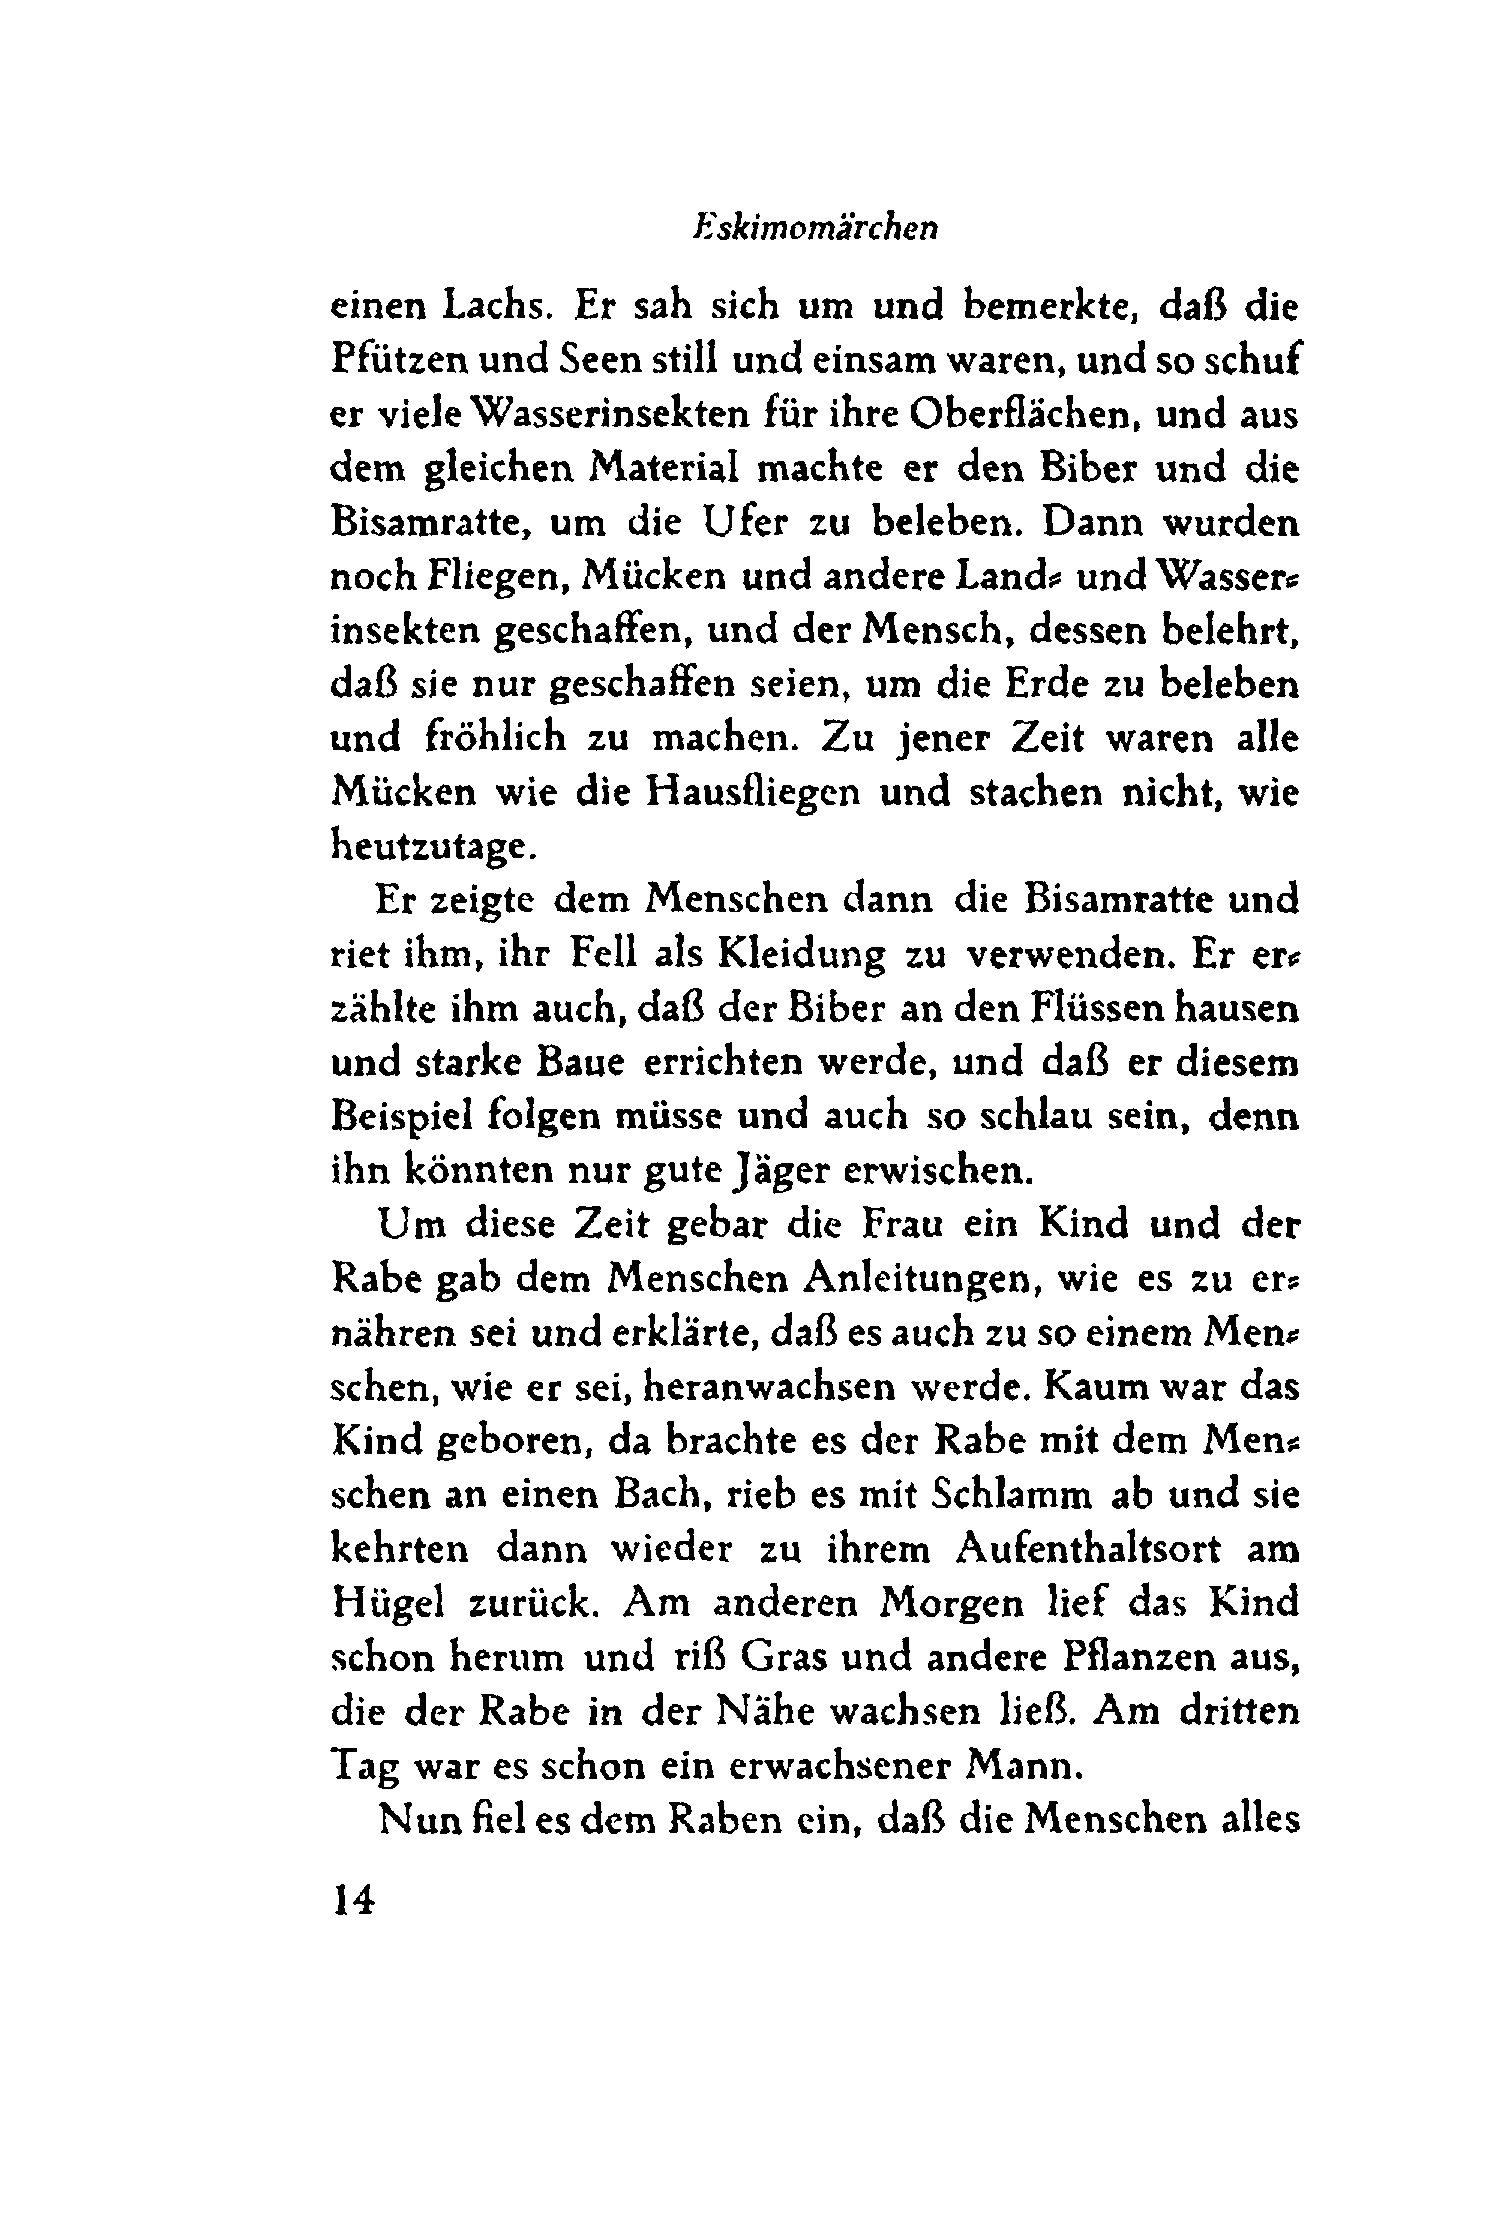 Eskimomärchen
einen Lachs. Er sah sich um und bemerkte, daß die
Pfützen und Seen still und einsam waren, und so schuf
er viele Wasserinsekten für ihre Oberflächen, und aus
dem gleichen Material machte er den Biber und die
Bisamratte, um die Ufer zu beleben. Dann wurden
noch Fliegen, Mücken und andere Land⸗ und Wasser⸗
insekten geschaffen, und der Mensch, dessen belehrt,
daß sie nur geschaffen seien, um die Erde zu beleben
und fröhlich zu machen. Zu jener Zeit waren alle
Mücken wie die Hausfliegen und stachen nicht, wie
heutzutage.
Er zeigte dem Menschen dann die Bisamratte und
riet ihm, ihr Fell als Kleidung zu verwenden. Er er⸗
zählte ihm auch, daß der Biber an den Flüssen hausen
und starke Baue errichten werde, und daß er diesem
Beispiel folgen müsse und auch so schlau sein, denn
ihn könnten nur gute Jäger erwischen.
Um diese Zeit gebar die Frau ein Kind und der
Rabe gab dem Menschen Anleitungen, wie es zu er⸗
nähren sei und erklärte, daß es auch zu so einem Men⸗
schen, wie er sei, heranwachsen werde. Kaum war das
Kind geboren, da brachte es der Rabe mit dem Men⸗
schen an einen Bach, rieb es mit Schlamm ab und sie
kehrten dann wieder zu ihrem Aufenthaltsort am
Hügel zurück. Am anderen Morgen lief das Kind
schon herum und riß Gras und andere Pflanzen aus,
die der Rabe in der Nähe wachsen ließ. Am dritten
Tag war es schon ein erwachsener Mann.
Nun fiel es dem Raben ein, daß die Menschen alles
14